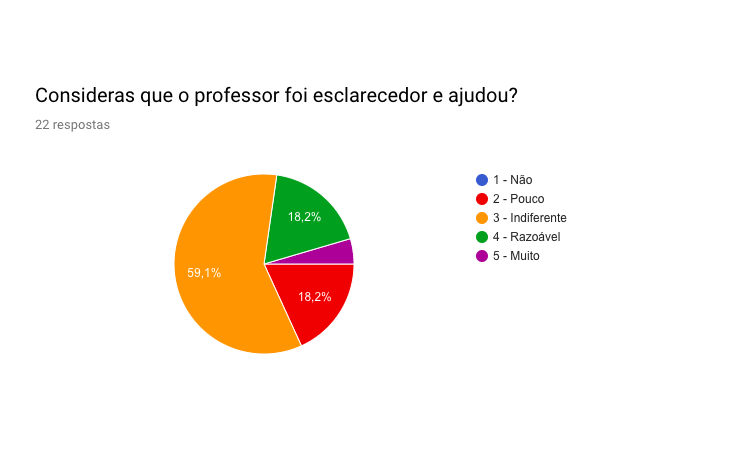 Consideras que o professor foi esclarecedor e ajudou?
22 respostas
1 - Não
2 - Pouco
3 - Indiferente
4 - Razoável
5 - Muito
18,2%
59,1%
18,2%